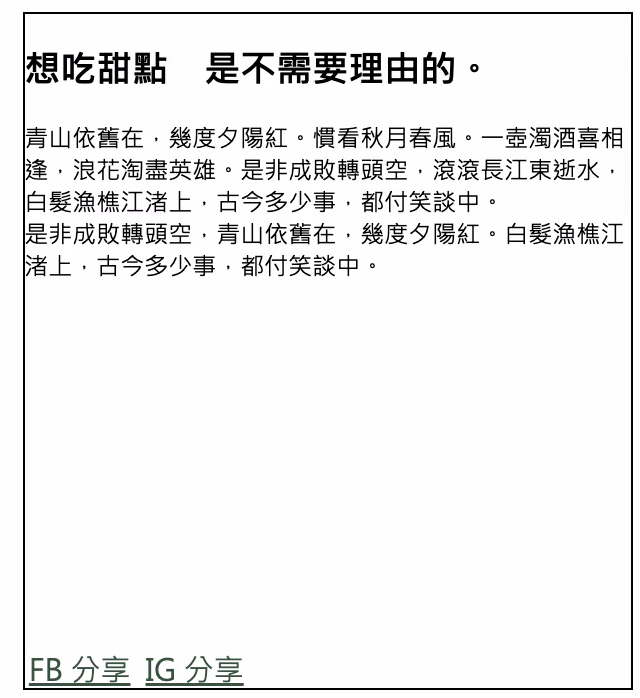 想吃甜點　是不需要理由的。
青山依舊在，幾度夕陽紅。慣看秋月春風。一壺濁酒喜相
逢，浪花淘盡英雄。是非成敗轉頭空，滾滾長江東逝水，
白髮漁樵江渚上，古今多少事，都付笑談中。
是非成敗轉頭空，青山依舊在，幾度夕陽紅。白髮漁樵江
渚上，古今多少事，都付笑談中。
FB 分享 IG 分享